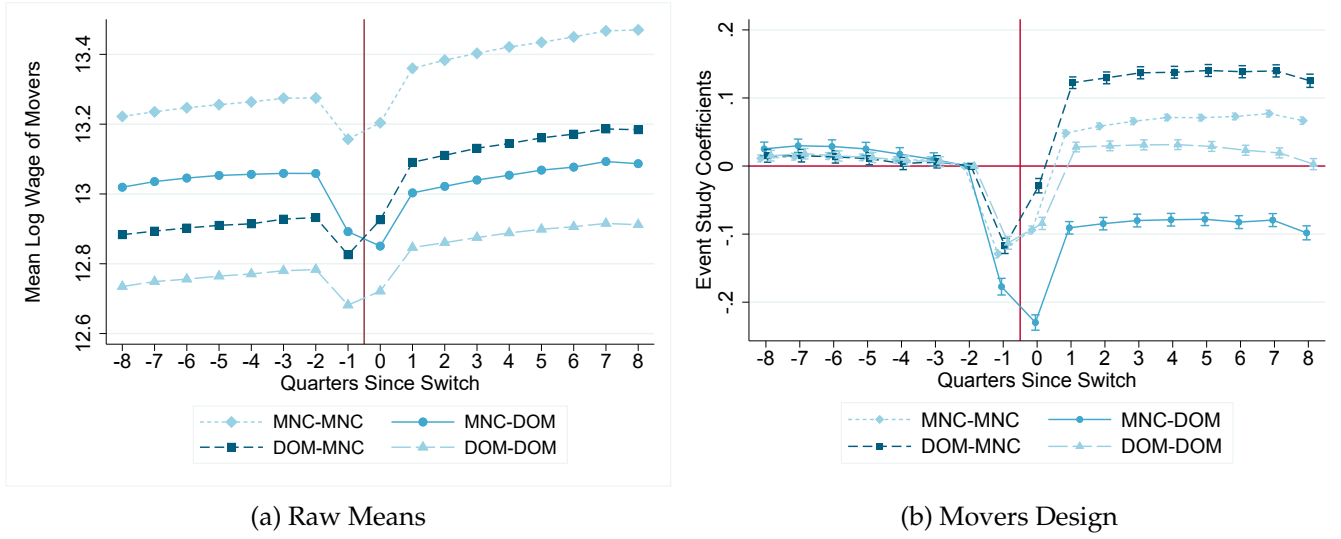 Mean Log Wage of Movers
13.4
13.2
13
12.8
12.6
-8 -7 -6 -5 -4 -3 -2 -1 0 1 2 3 4 5 6 7 8
Quarters Since Switch
MNC-MNC MNC-DOM
DOM-MNC DOM-DOM
(a) Raw Means
Event Study Coefficients
.2
.1
0
-.1
-.2
-8 -7 -6 -5 -4 -3 -2 -1 0 1 2 3 4 5 6 7 8
Quarters Since Switch
MNC-MNC MNC-DOM
DOM-MNC DOM-DOM
(b) Movers Design